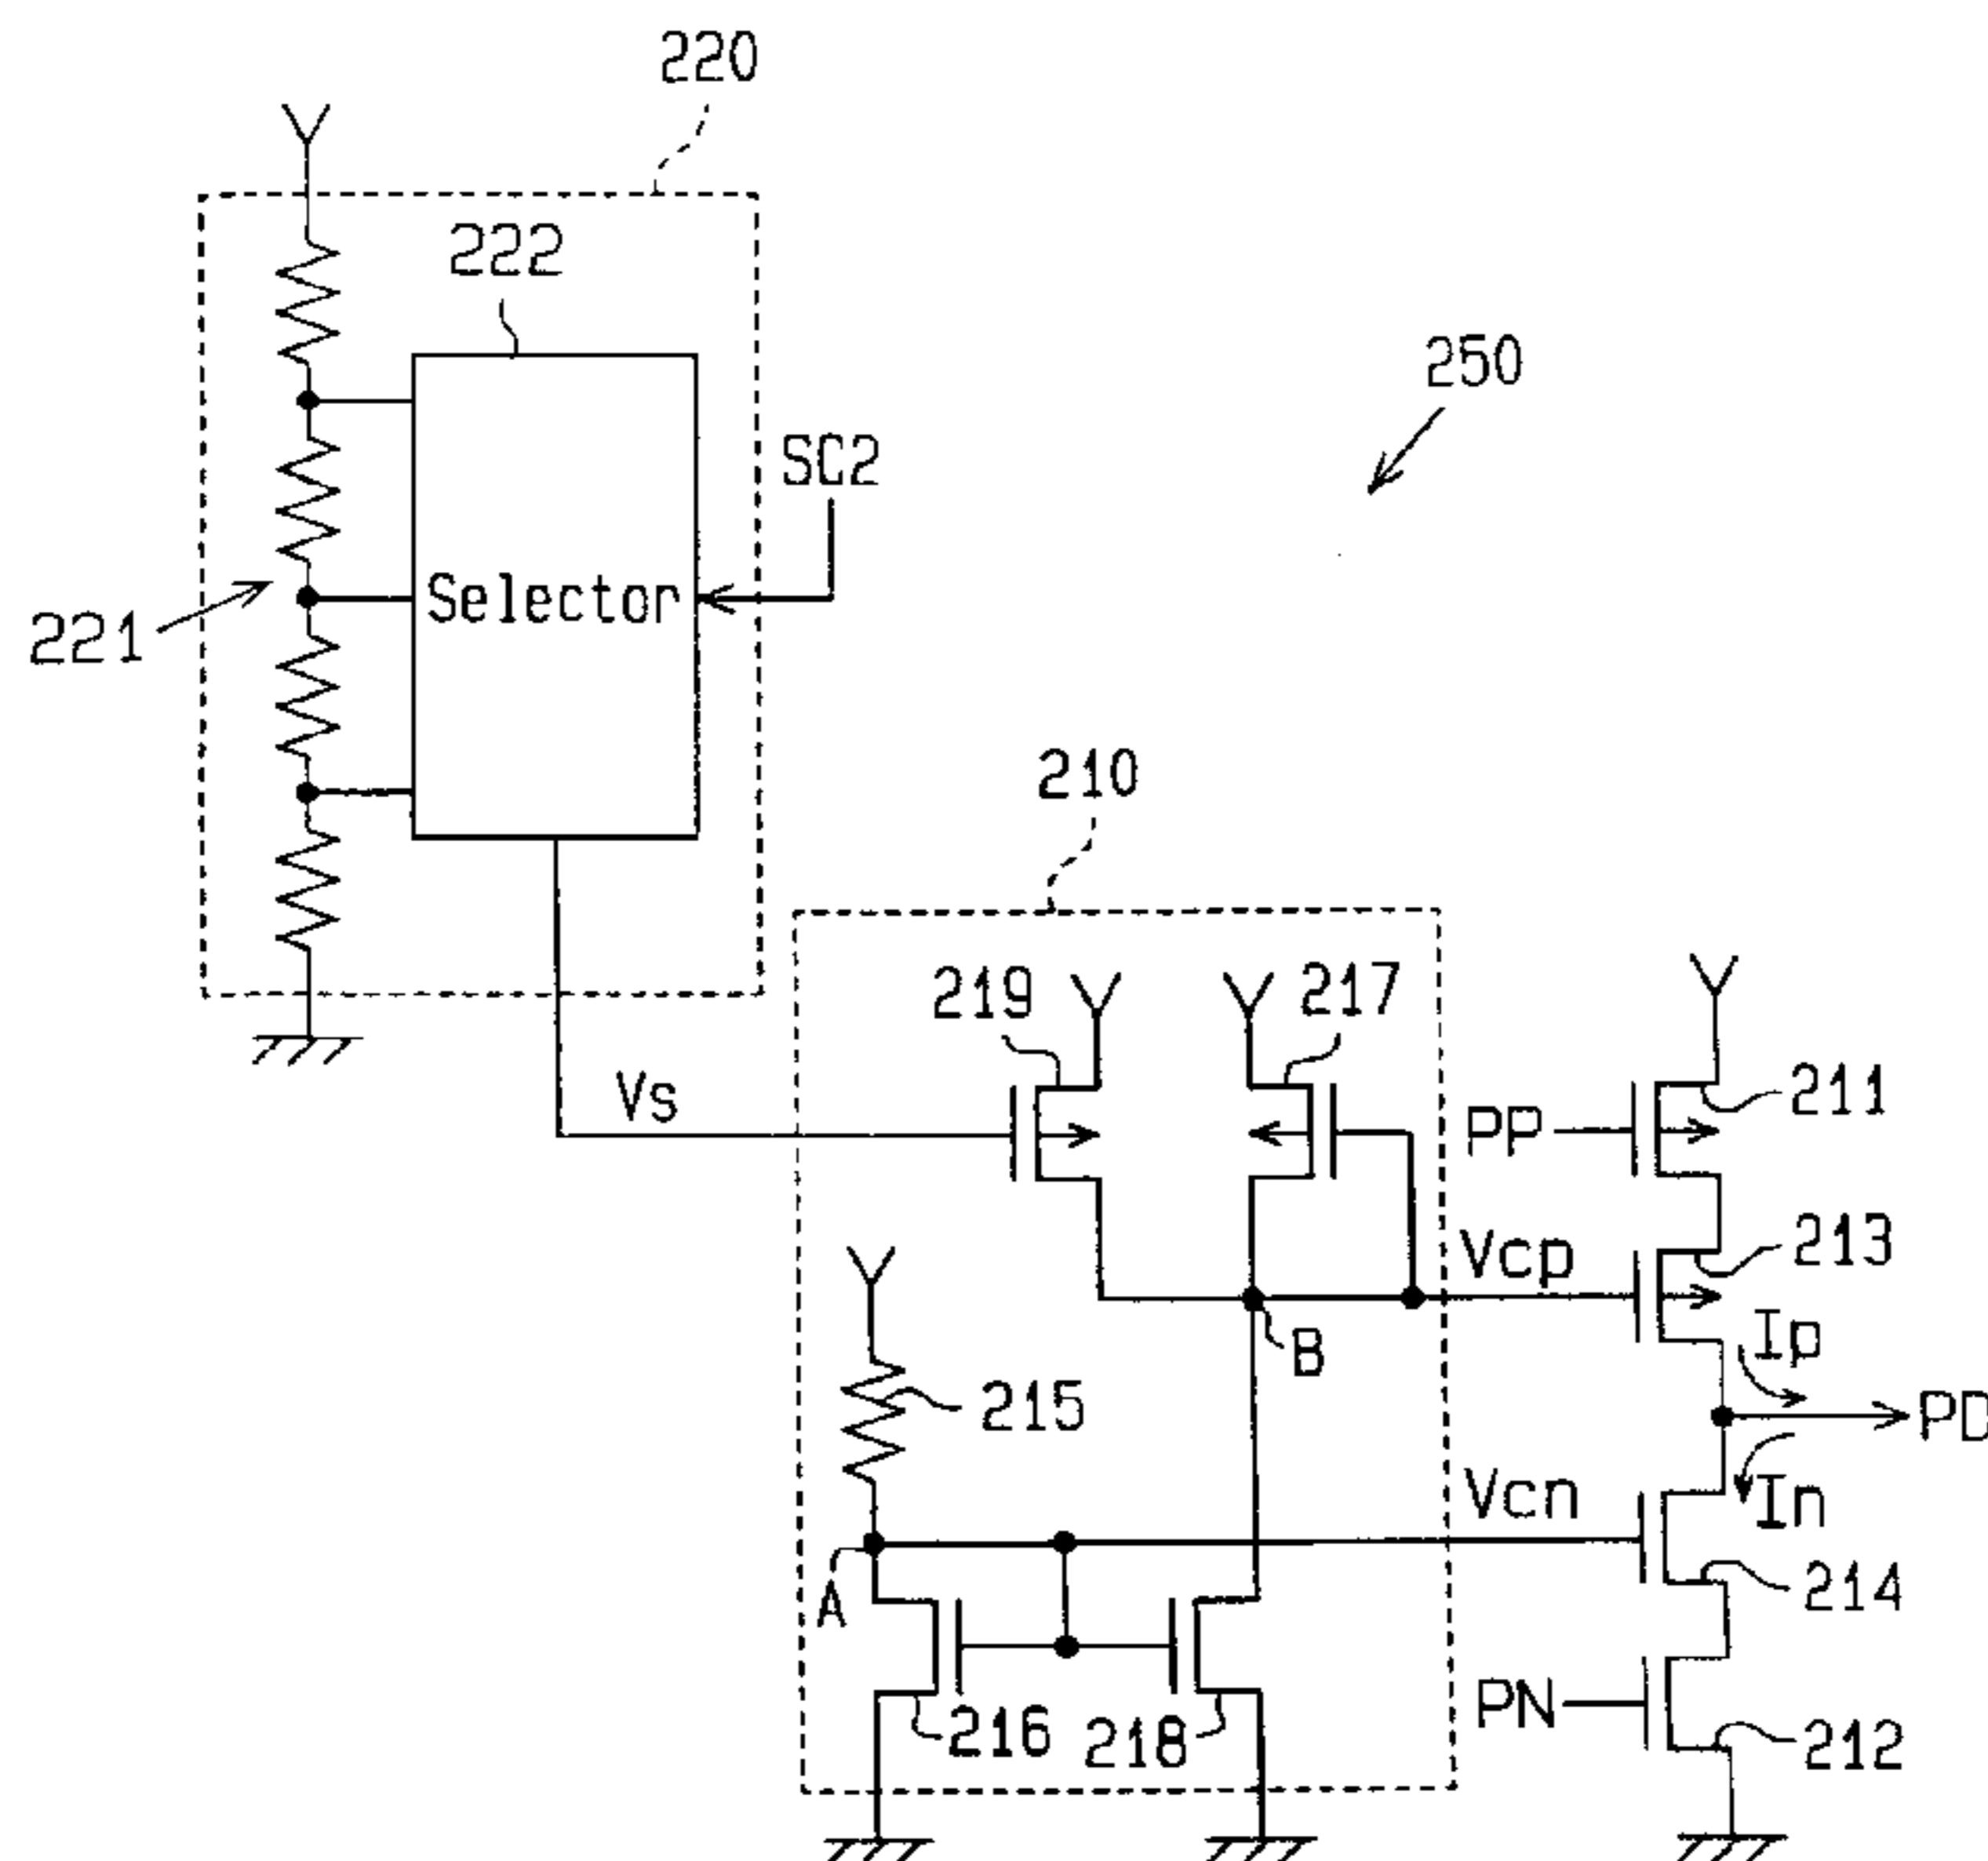 220
222
250
SC2
Selector
221
210
219
217
211
PP
Vs
213
Vcp
Ip
B
215
PD
Vcn
In
A
214
216
218
PN
212